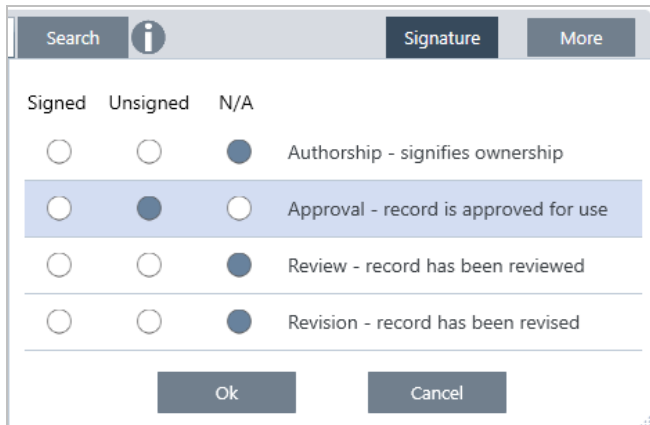 Search i Signature More
Signed Unsigned N/A
Authorship - signifies ownership
Approval - record is approved for use
Review - record has been reviewed
Revision - record has been revised
Ok Cancel